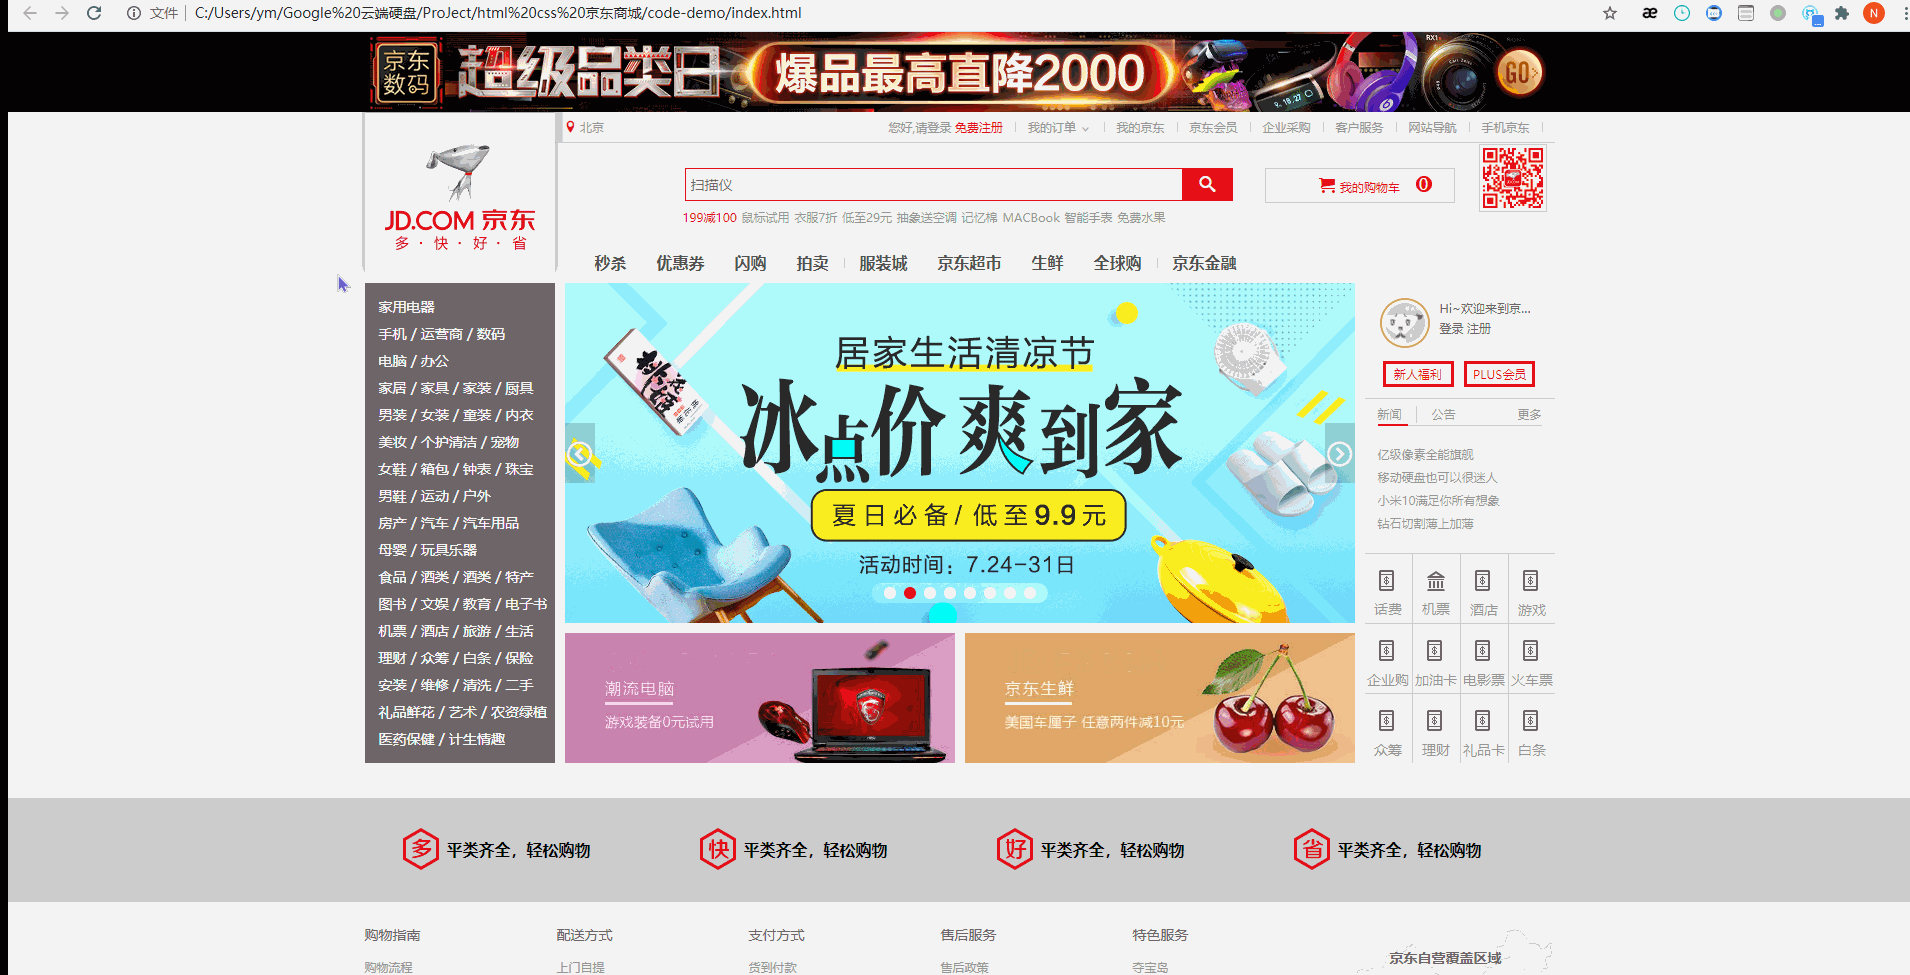 文件 C:/Users/ym/Google%20云端硬盘/ProJect/html%20css%20京东商城/code-demo/index.html
N
京东数码 超级品类日 爆品最高直降2000 GO
RX1
北京
您好,请登录 免费注册 我的订单 我的京东 京东会员 企业采购 客户服务 网站导航 手机京东
JD.COM 京东
多 · 快 · 好 · 省
扫描仪
我的购物车 0
199减100 鼠标试用 衣服7折 低至29元 抽象送空调 记忆棉 MACBook 智能手表 免费水果
秒杀 优惠券 闪购 拍卖 服装城 京东超市 生鲜 全球购 京东金融
家用电器
手机 / 运营商 / 数码
电脑 / 办公
家居 / 家具 / 家装 / 厨具
男装 / 女装 / 童装 / 内衣
美妆 / 个护清洁 / 宠物
女鞋 / 箱包 / 钟表 / 珠宝
男鞋 / 运动 / 户外
房产 / 汽车 / 汽车用品
母婴 / 玩具乐器
食品 / 酒类 / 酒类 / 特产
图书 / 文娱 / 教育 / 电子书
机票 / 酒店 / 旅游 / 生活
理财 / 众筹 / 白条 / 保险
安装 / 维修 / 清洗 / 二手
礼品鲜花 / 艺术 / 农资绿植
医药保健 / 计生情趣
居家生活清凉节
冰点价 爽到家
夏日必备/低至9.9元
活动时间：7.24-31日
潮流电脑
游戏装备0元试用
京东生鲜
美国车厘子 任意两件减10元
Hi~欢迎来到京...
登录 注册
新人福利 PLUS会员
新闻 公告 更多
亿级像素全能旗舰
移动硬盘也可以很迷人
小米10满足你所有想象
钻石切割薄上加薄
话费 机票 酒店 游戏
企业购 加油卡 电影票 火车票
众筹 理财 礼品卡 白条
多 平类齐全，轻松购物
快 平类齐全，轻松购物
好 平类齐全，轻松购物
省 平类齐全，轻松购物
购物指南 配送方式 支付方式 售后服务 特色服务
京东自营覆盖区域
购物流程 上门自提 货到付款 售后政策 夺宝岛